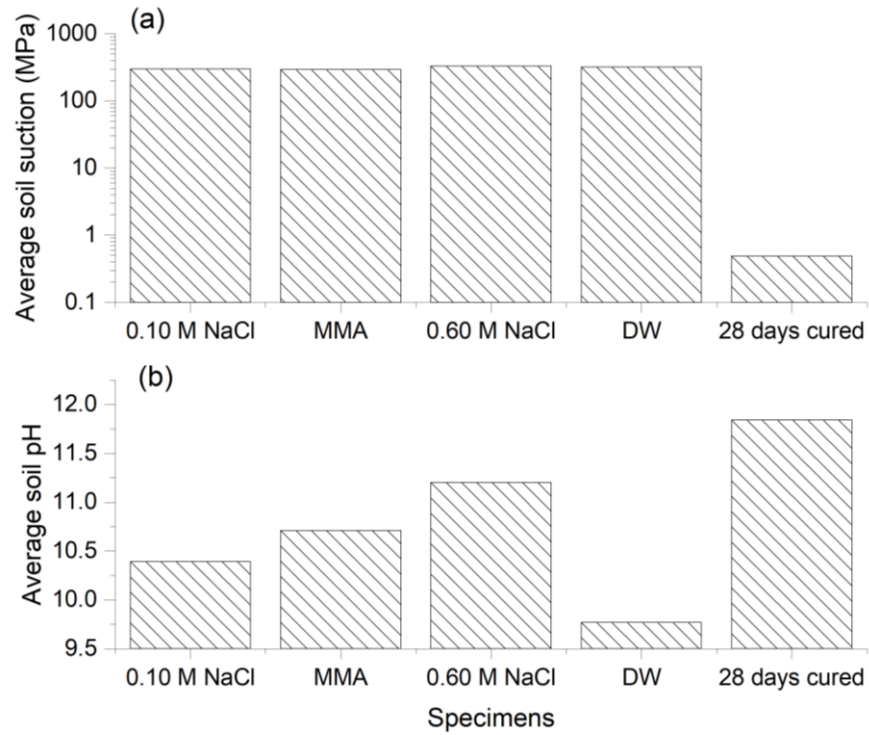 (a)
Average soil suction (MPa)
1000
100
10
1
0.1
0.10 M NaCl MMA 0.60 M NaCl DW 28 days cured
(b)
Average soil pH
12.0
11.5
11.0
10.5
10.0
9.5
0.10 M NaCl MMA 0.60 M NaCl DW 28 days cured
Specimens